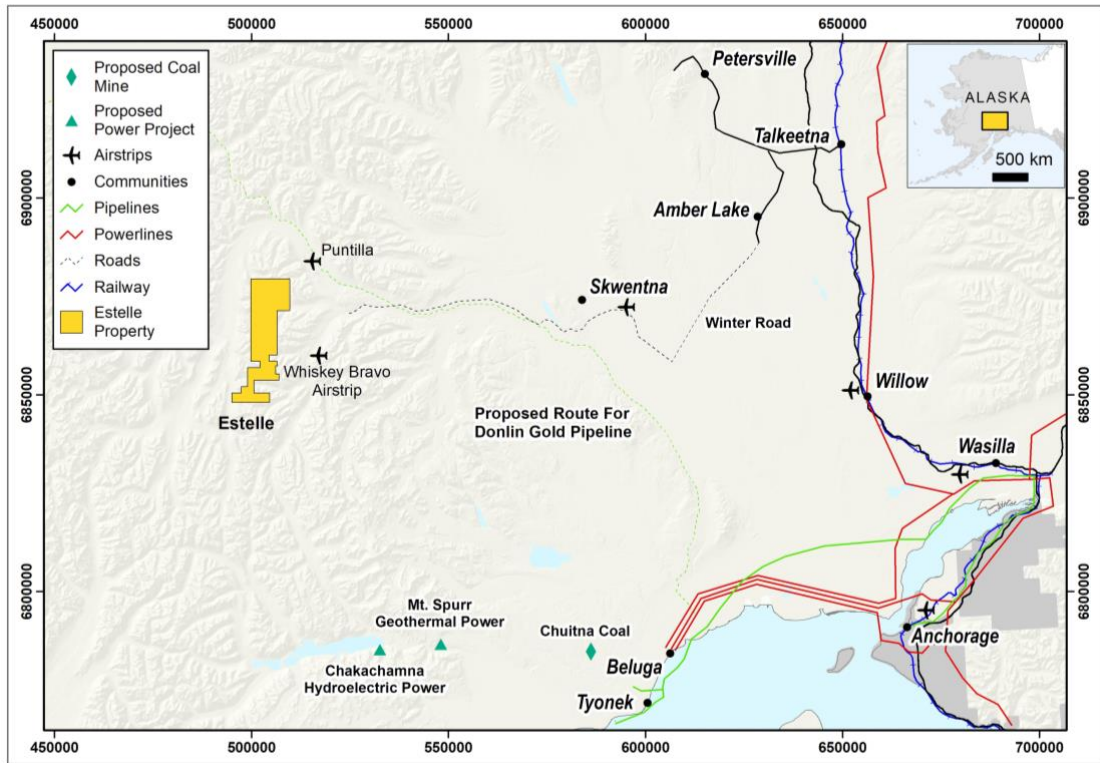 450000
500000
550000
600000
650000
700000
Proposed Coal
Mine
Proposed
Power Project
Airstrips
Communities
Pipelines
Powerlines
Roads
Railway
Estelle
Property
ALASKA
500 km
Petersville
Talkeetna
6900000
6900000
Amber Lake
Puntilla
Skwentna
Winter Road
Whiskey Bravo
Airstrip
Estelle
Willow
6850000
6850000
Proposed Route For
Donlin Gold Pipeline
Wasilla
6800000
6800000
Mt. Spurr
Geothermal Power
Chuitna Coal
Anchorage
Beluga
Chakachamna
Hydroelectric Power
Tyonek
450000
500000
550000
600000
650000
700000